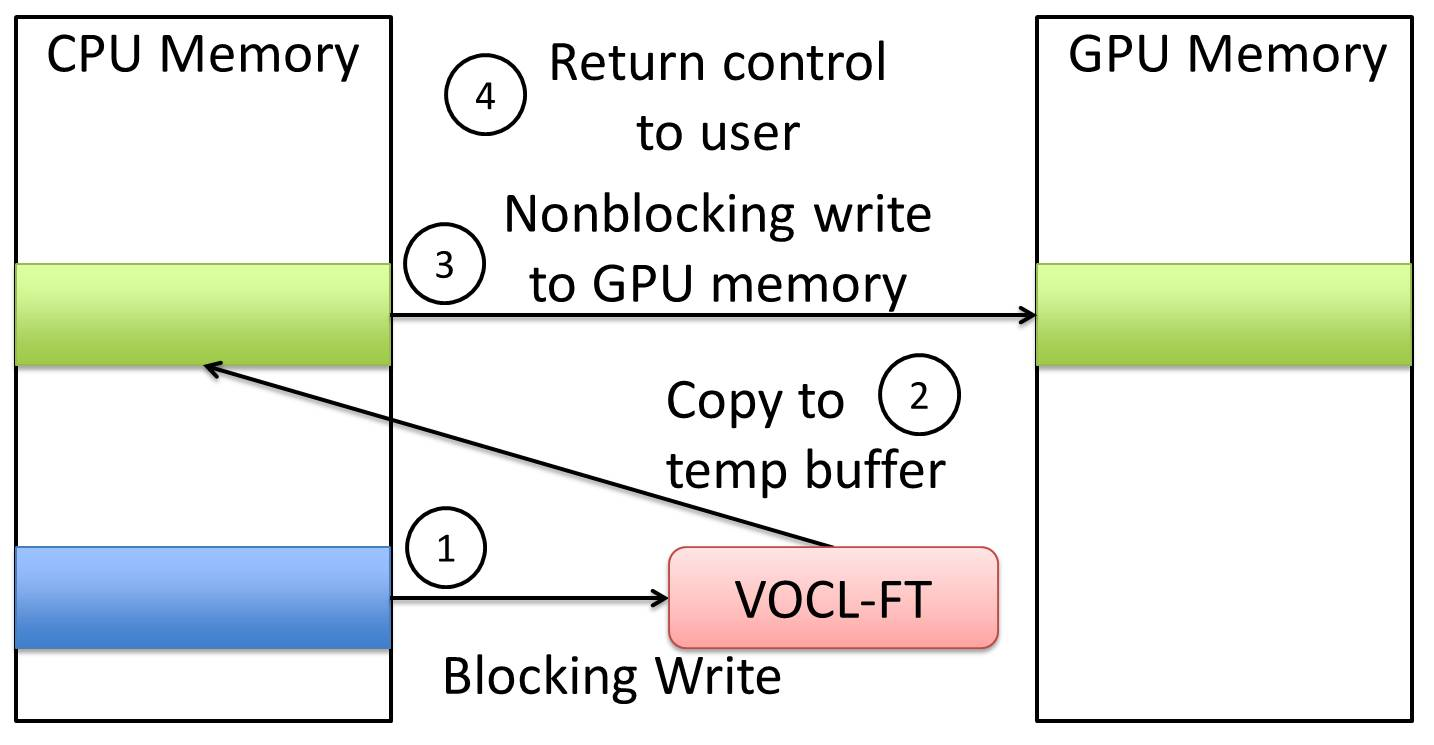 CPU Memory
GPU Memory
4
Return control
to user
3
Nonblocking write
to GPU memory
2
Copy to
temp buffer
1
VOCL-FT
Blocking Write